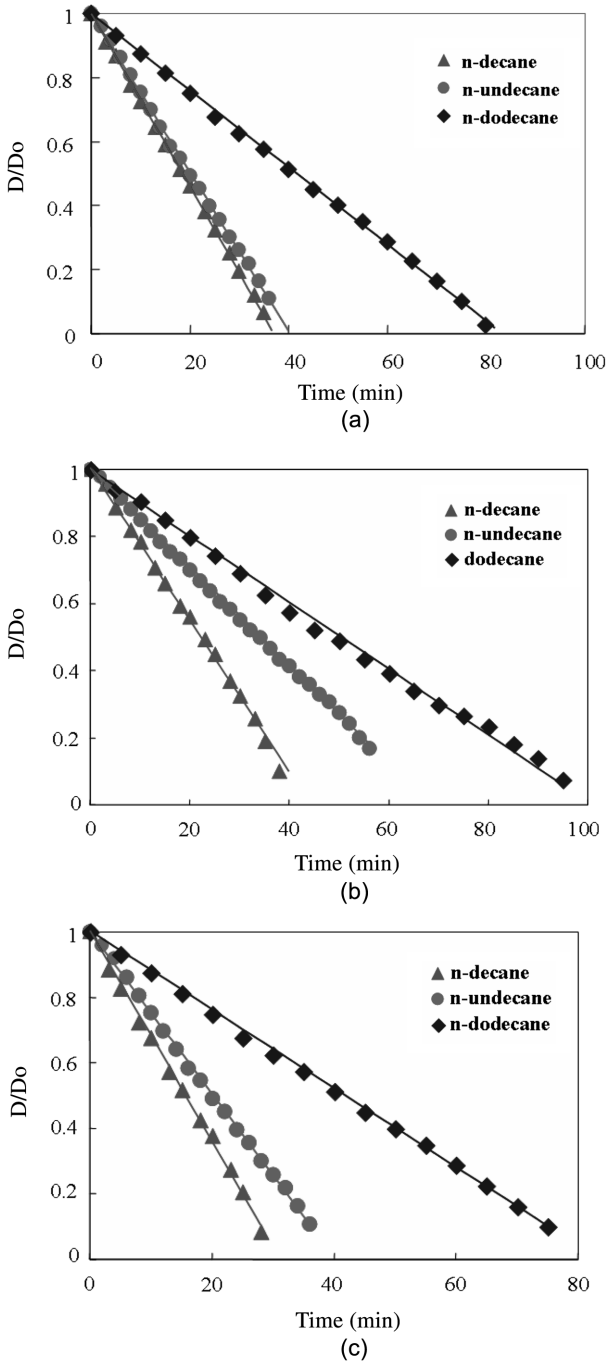 1
0.8
0.6
0.4
0.2
0
D/Do
n-decane
n-undecane
n-dodecane
0 20 40 60 80 100
Time (min)
(a)
1
0.8
0.6
0.4
0.2
0
D/Do
n-decane
n-undecane
dodecane
0 20 40 60 80 100
Time (min)
(b)
1
0.8
0.6
0.4
0.2
0
D/Do
n-decane
n-undecane
n-dodecane
0 20 40 60 80
Time (min)
(c)